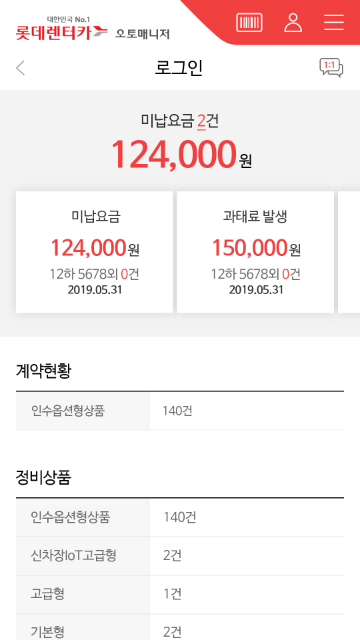 대한민국 No.1
롯데렌터카 오토매니저
로그인
1:1
미납요금 2건
124,000원
미납요금
124,000원
12하 5678외 0건
2019.05.31
과태료 발생
150,000원
12하 5678외 0건
2019.05.31
계약현황
인수옵션형상품 140건
정비상품
인수옵션형상품 140건
신차장IoT고급형 2건
고급형 1건
기본형 2건